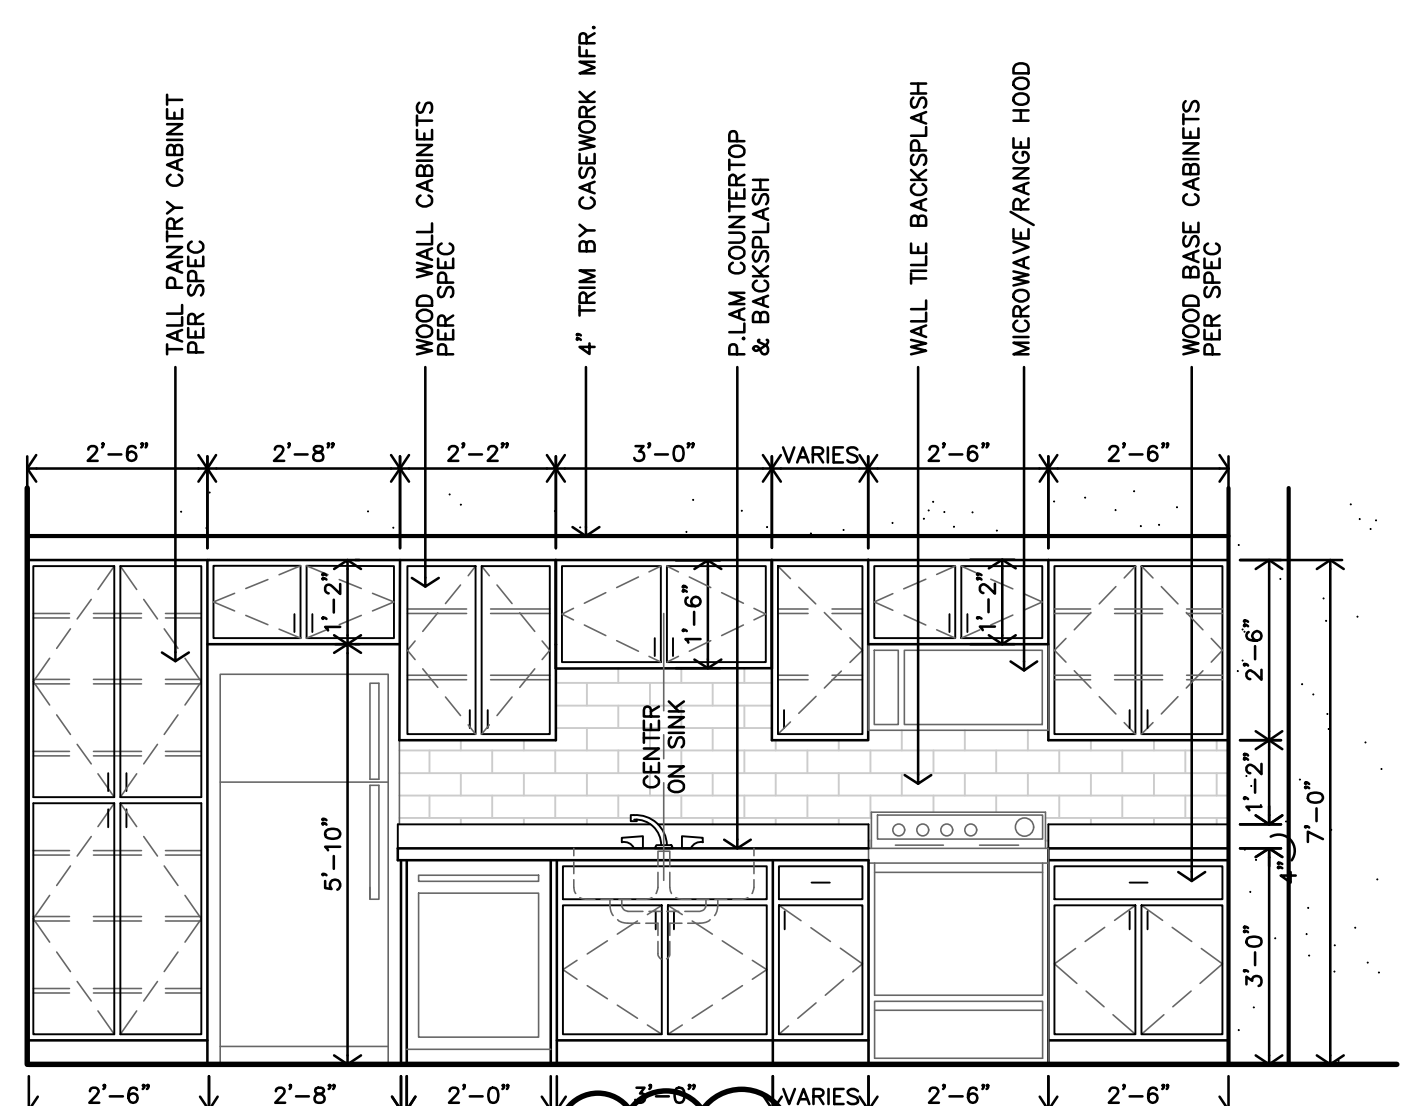 TALL PANTRY CABINET
PER SPEC
WOOD WALL CABINETS
PER SPEC
4" TRIM BY CASEWORK MFR.
P.LAM COUNTERTOP
& BACKSPLASH
WALL TILE BACKSPLASH
MICROWAVE/RANGE HOOD
WOOD BASE CABINETS
PER SPEC
2'-6" 2'-8" 2'-2" 3'-0" VARIES 2'-6" 2'-6"
1'-2"
1'-6"
1'-2"
2'-6"
CENTER
ON SINK
1'-2"
7'-0"
5'-10"
4"
3'-0"
2'-6" 2'-8" 2'-0" 3'-0" VARIES 2'-6" 2'-6"